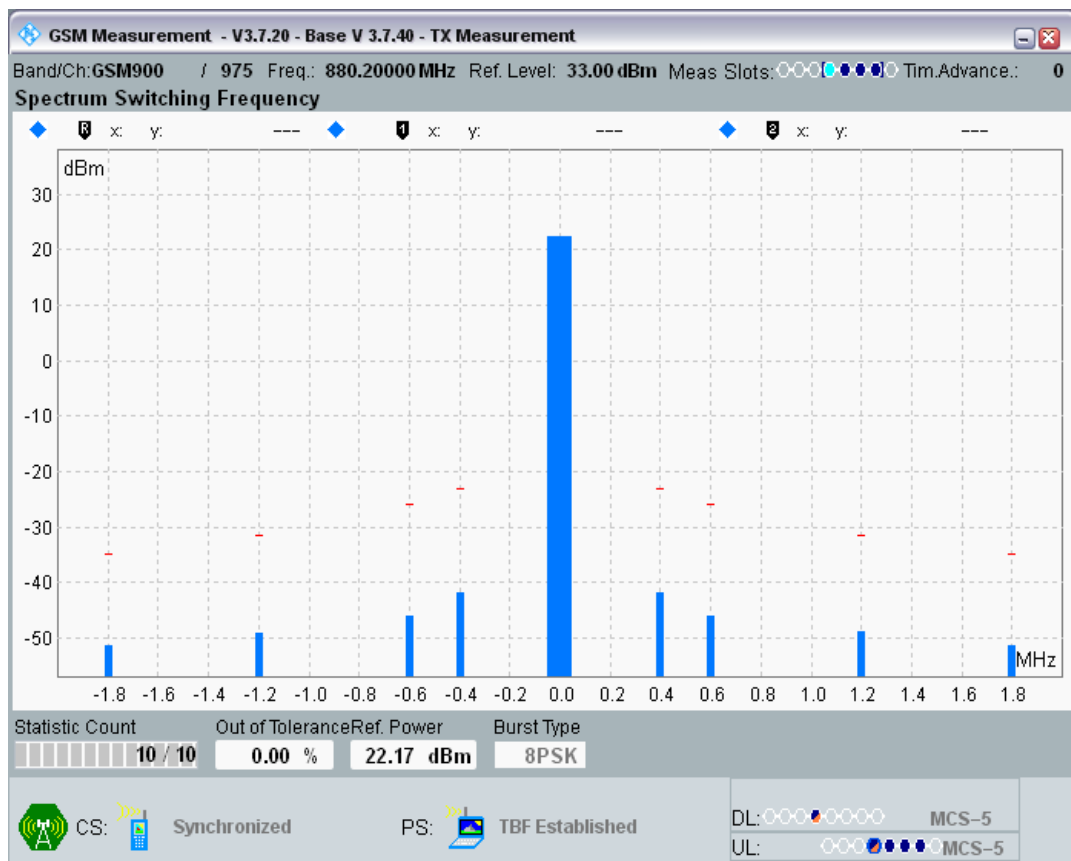 GSM Measurement - V3.7.20 - Base V 3.7.40 - TX Measurement
Band/Ch:GSM900 / 975 Freq.: 880.20000 MHz Ref. Level: 33.00 dBm Meas Slots: Tim.Advance.: 0
Spectrum Switching Frequency
R x: y: --- 1 x: y: --- 2 x: y: ---
dBm
30
20
10
0
-10
-20
-30
-40
-50
MHz
-1.8 -1.6 -1.4 -1.2 -1.0 -0.8 -0.6 -0.4 -0.2 0.0 0.2 0.4 0.6 0.8 1.0 1.2 1.4 1.6 1.8
Statistic Count Out of Tolerance Ref. Power Burst Type
10 / 10 0.00 % 22.17 dBm 8PSK
CS: Synchronized PS: TBF Established DL: MCS-5
UL: MCS-5